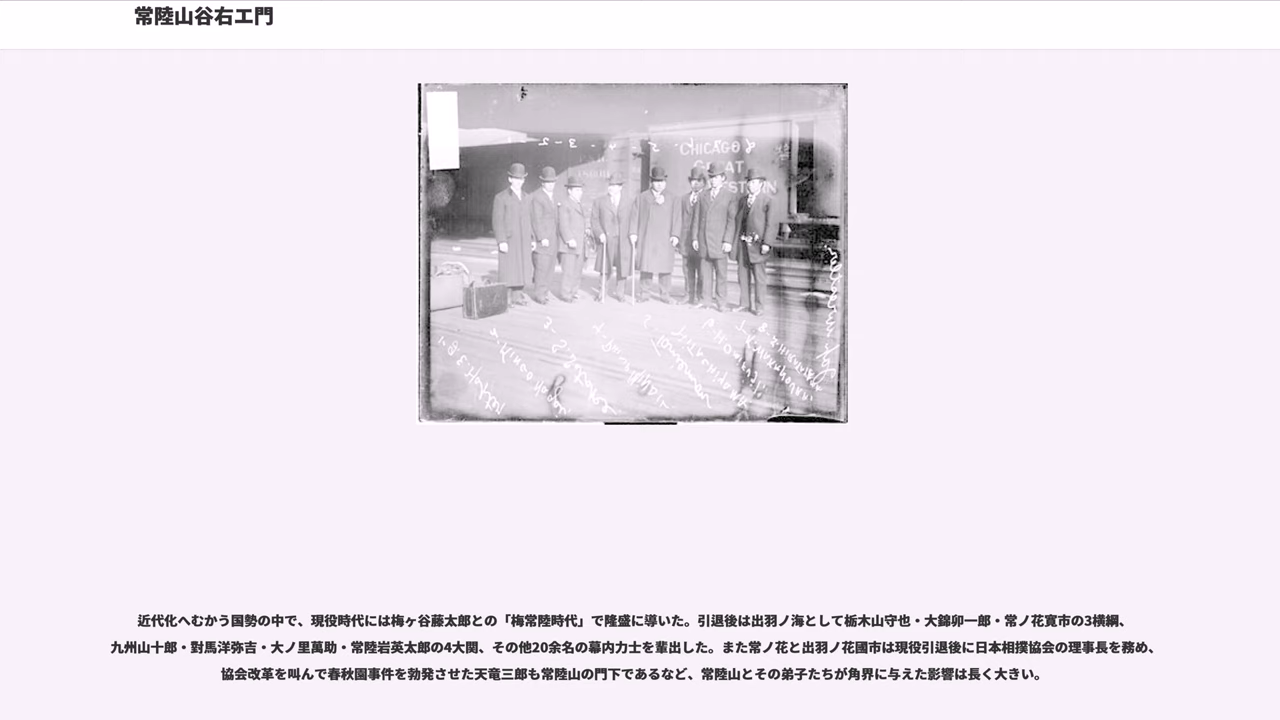 常陸山谷右エ門
CHICAGO
近代化へむかう国勢の中で、現役時代には梅ヶ谷藤太郎との「梅常陸時代」で隆盛に導いた。引退後は出羽ノ海として栃木山守也・大錦卯一郎・常ノ花寛市の3横綱、
九州山十郎・對馬洋弥吉・大ノ里萬助・常陸岩英太郎の4大関、その他20余名の幕内力士を輩出した。また常ノ花と出羽ノ花國市は現役引退後に日本相撲協会の理事長を務め、
協会改革を叫んで春秋園事件を勃発させた天竜三郎も常陸山の門下であるなど、常陸山とその弟子たちが角界に与えた影響は長く大きい。